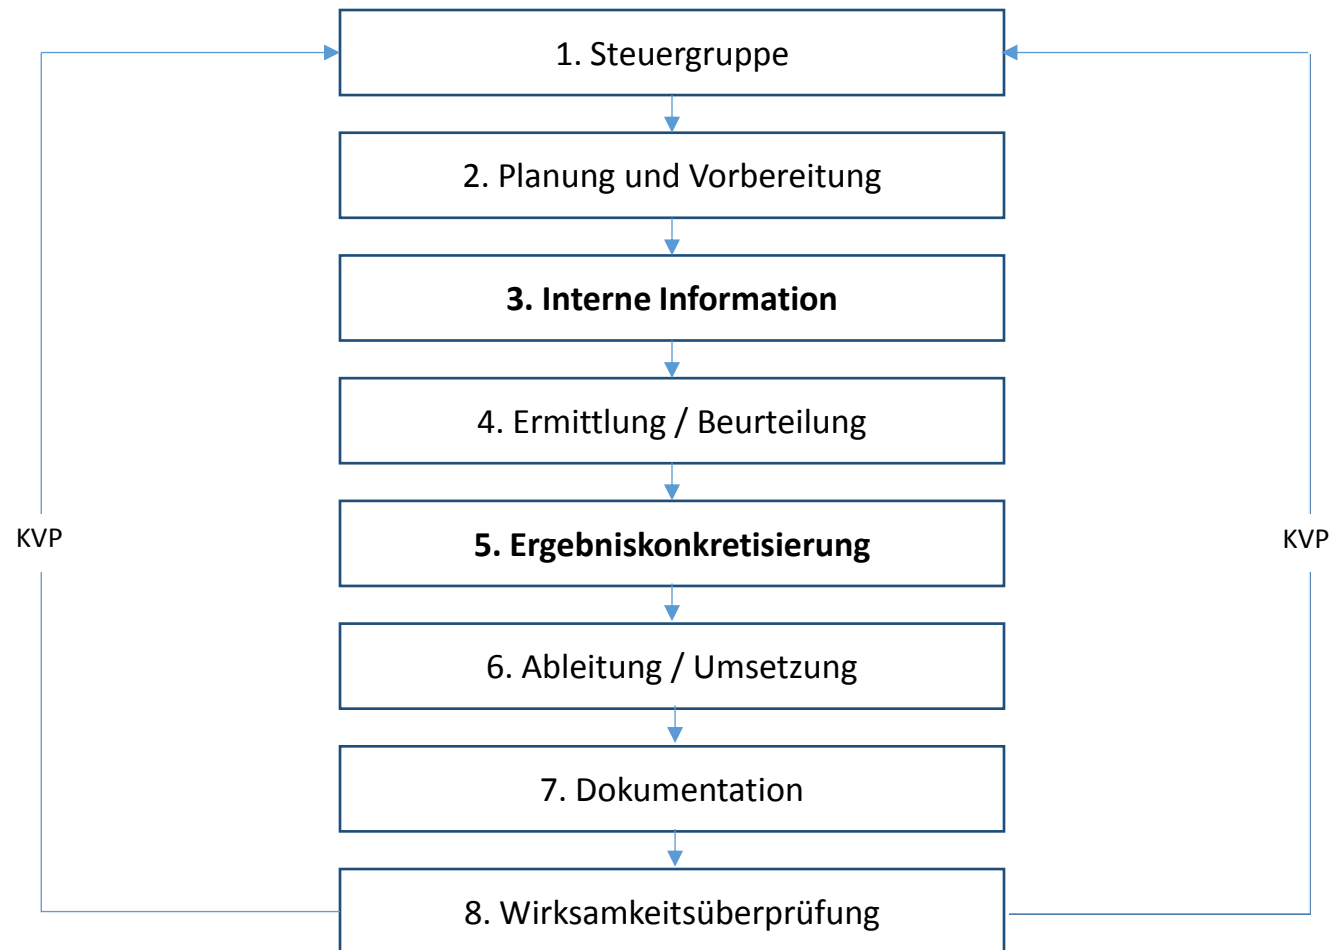 1. Steuergruppe
2. Planung und Vorbereitung
3. Interne Information
4. Ermittlung / Beurteilung
5. Ergebniskonkretisierung
KVP
KVP
6. Ableitung / Umsetzung
7. Dokumentation
8. Wirksamkeitsüberprüfung